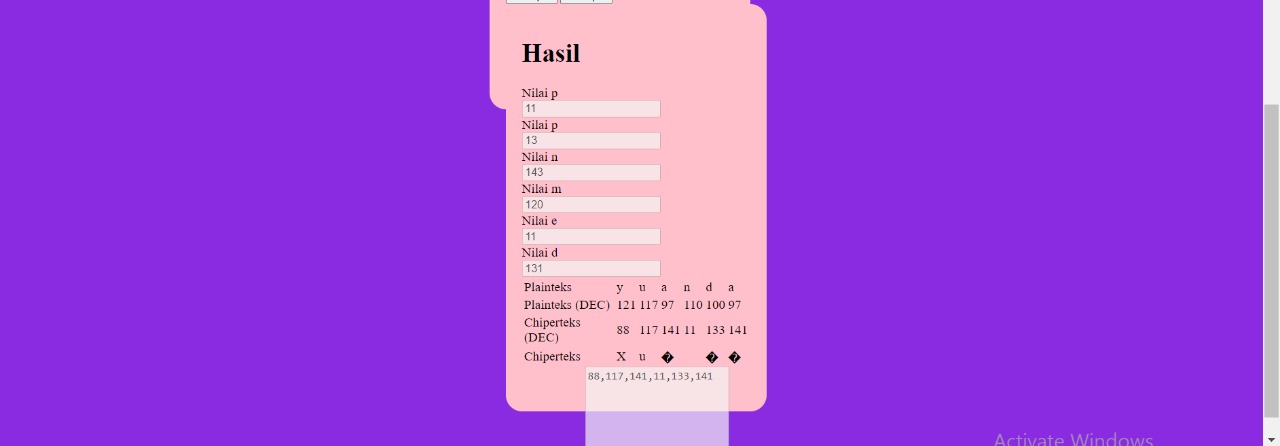 Hasil
Nilai p
11
Nilai p
13
Nilai n
143
Nilai m
120
Nilai e
11
Nilai d
131
Plainteks y u a n d a
Plainteks (DEC) 121 117 97 110 100 97
Chiperteks
(DEC) 88 117 141 11 133 141
Chiperteks X u � � �
88,117,141,11,133,141
Activate Windows